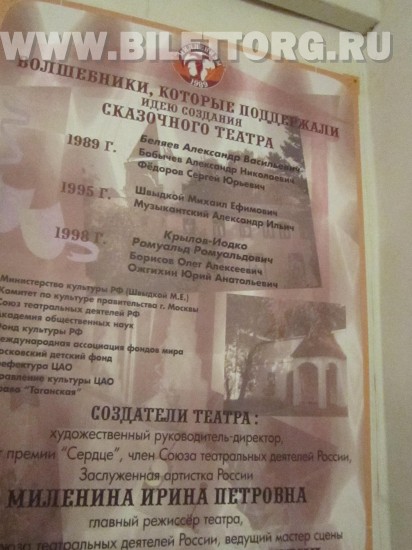 WWW.BILETTORG.RU
1989
ВОЛШЕБНИКИ, КОТОРЫЕ ПОДДЕРЖАЛИ
ИДЕЮ СОЗДАНИЯ
СКАЗОЧНОГО ТЕАТРА
1989 Г. Беляев Александр Васильевич
Бобычев Александр Николаевич
Фёдоров Сергей Юрьевич
1995 Г. Швыдкой Михаил Ефимович
Музыкантский Александр Ильич
1998 Г. Крылов-Иодко
Ромуальд Ромуальдович
Борисов Олег Алексеевич
Ожгихин Юрий Анатольевич
Министерство культуры РФ (Швыдкой М.Е.)
Комитет по культуре правительства г. Москвы
Союз театральных деятелей РФ
Академия общественных наук
Фонд культуры РФ
Международная ассоциация фондов мира
Московский детский фонд
Префектура ЦАО
Управление культуры ЦАО
Управа "Таганская"
СОЗДАТЕЛИ ТЕАТРА:
художественный руководитель-директор,
премии "Сердце", член Союза театральных деятелей России,
Заслуженная артистка России
МИЛЕНИНА ИРИНА ПЕТРОВНА
главный режиссёр театра,
союза театральных деятелей России, ведущий мастер сцены